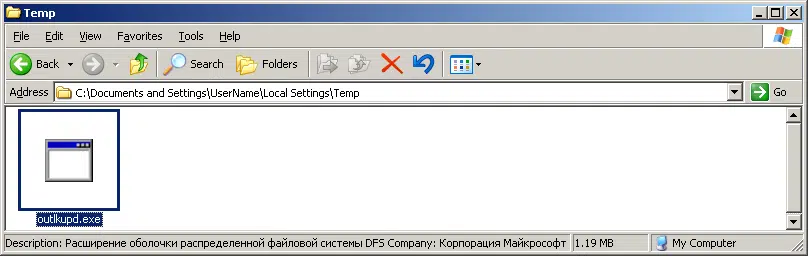 Temp
File Edit View Favorites Tools Help
Back Search Folders
Address C:\Documents and Settings\UserName\Local Settings\Temp Go
outlkupd.exe
Description: Расширение оболочки распределенной файловой системы DFS Company: Корпорация Майкрософт 1.19 MB My Computer